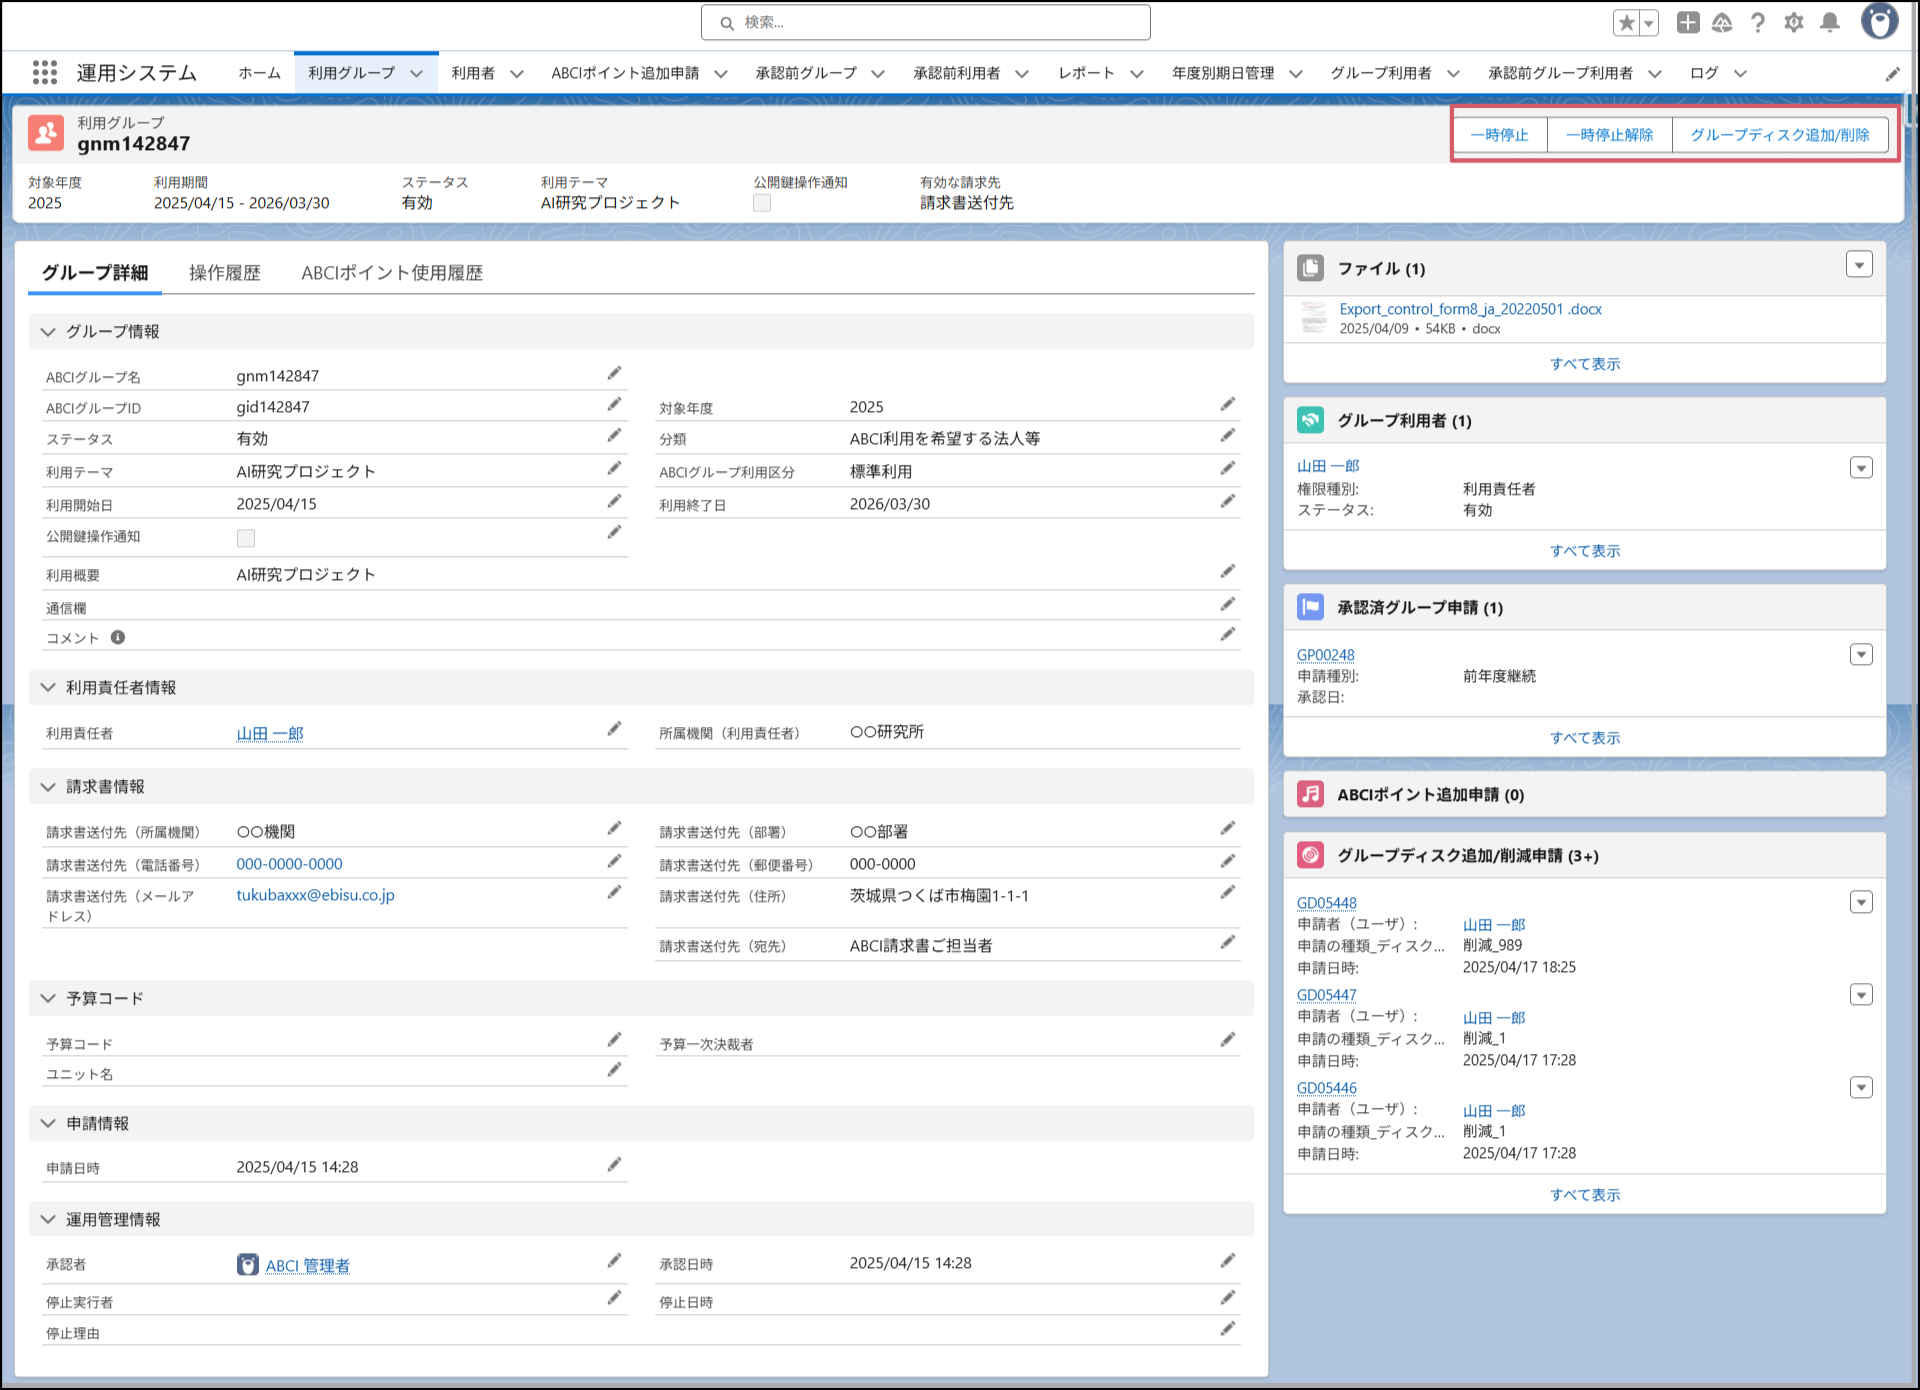 検索...
運用システム ホーム 利用グループ 利用者 ABCIポイント追加申請 承認前グループ 承認前利用者 レポート 年度別期日管理 グループ利用者 承認前グループ利用者 ログ
利用グループ
gnm142847
一時停止 一時停止解除 グループディスク追加/削除
対象年度 利用期間 ステータス 利用テーマ 公開鍵操作通知 有効な請求先
2025 2025/04/15 - 2026/03/30 有効 AI研究プロジェクト 請求書送付先
グループ詳細 操作履歴 ABCIポイント使用履歴
グループ情報
ABCIグループ名 gnm142847
ABCIグループID gid142847 対象年度 2025
ステータス 有効 分類 ABCI利用を希望する法人等
利用テーマ AI研究プロジェクト ABCIグループ利用区分 標準利用
利用開始日 2025/04/15 利用終了日 2026/03/30
公開鍵操作通知
利用概要 AI研究プロジェクト
通信欄
コメント
利用責任者情報
利用責任者 山田 一郎 所属機関（利用責任者） 〇〇研究所
請求書情報
請求書送付先（所属機関） 〇〇機関 請求書送付先（部署） 〇〇部署
請求書送付先（電話番号） 000-0000-0000 請求書送付先（郵便番号） 000-0000
請求書送付先（メールア
ドレス） tukubaxxx@ebisu.co.jp 請求書送付先（住所） 茨城県つくば市梅園1-1-1
請求書送付先（宛先） ABCI請求書ご担当者
予算コード
予算コード 予算一次決裁者
ユニット名
申請情報
申請日時 2025/04/15 14:28
運用管理情報
承認者 ABCI 管理者 承認日時 2025/04/15 14:28
停止実行者 停止日時
停止理由
ファイル (1)
Export_control_form8_ja_20220501 .docx
2025/04/09 • 54KB • docx
すべて表示
グループ利用者 (1)
山田 一郎
権限種別: 利用責任者
ステータス: 有効
すべて表示
承認済グループ申請 (1)
GP00248
申請種別: 前年度継続
承認日:
すべて表示
ABCIポイント追加申請 (0)
グループディスク追加/削減申請 (3+)
GD05448
申請者（ユーザ）: 山田 一郎
申請の種類_ディスク... 削減_989
申請日時: 2025/04/17 18:25
GD05447
申請者（ユーザ）: 山田 一郎
申請の種類_ディスク... 削減_1
申請日時: 2025/04/17 17:28
GD05446
申請者（ユーザ）: 山田 一郎
申請の種類_ディスク... 削減_1
申請日時: 2025/04/17 17:28
すべて表示